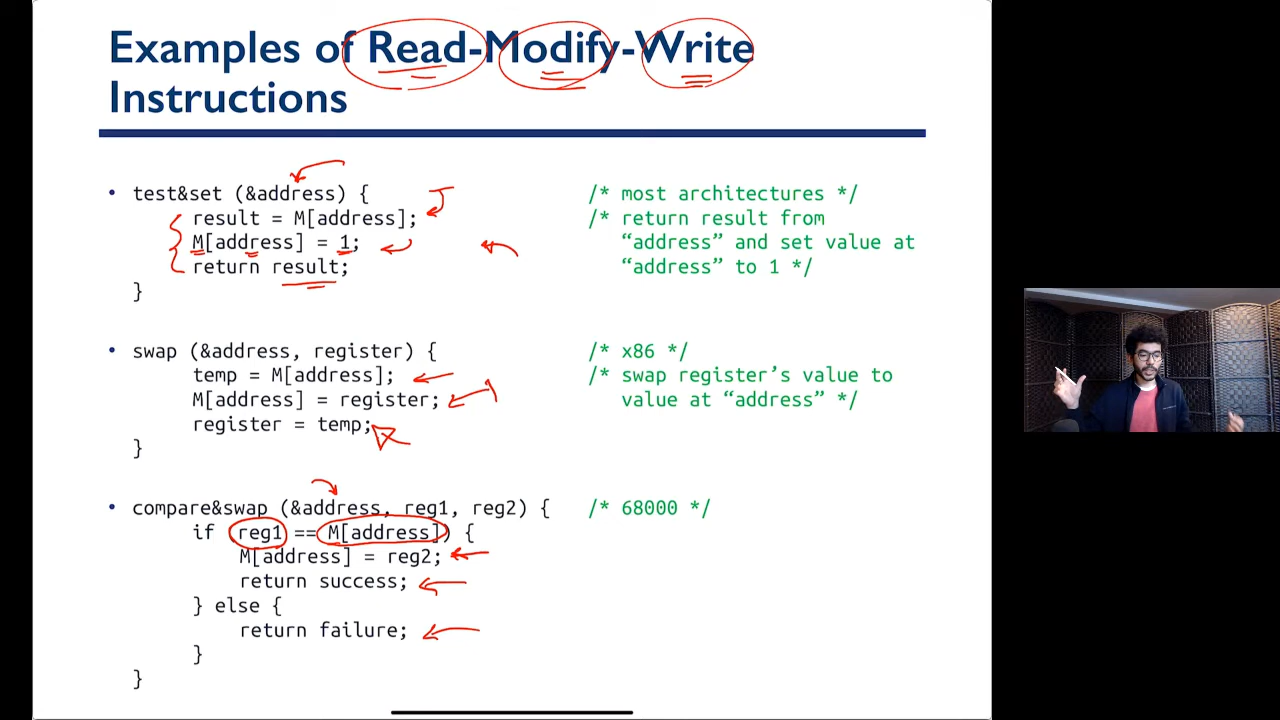 Examples of Read-Modify-Write
Instructions
• test&set (&address) { /* most architectures */
result = M[address]; /* return result from
M[address] = 1; “address” and set value at
return result; “address” to 1 */
}
• swap (&address, register) { /* x86 */
temp = M[address]; /* swap register’s value to
M[address] = register; value at “address” */
register = temp;
}
• compare&swap (&address, reg1, reg2) { /* 68000 */
if reg1 == M[address]) {
M[address] = reg2;
return success;
} else {
return failure;
}
}